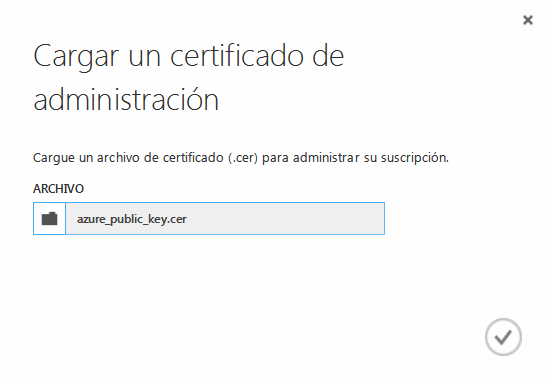 Cargar un certificado de
administración
Cargue un archivo de certificado (.cer) para administrar su suscripción.
ARCHIVO
azure_public_key.cer